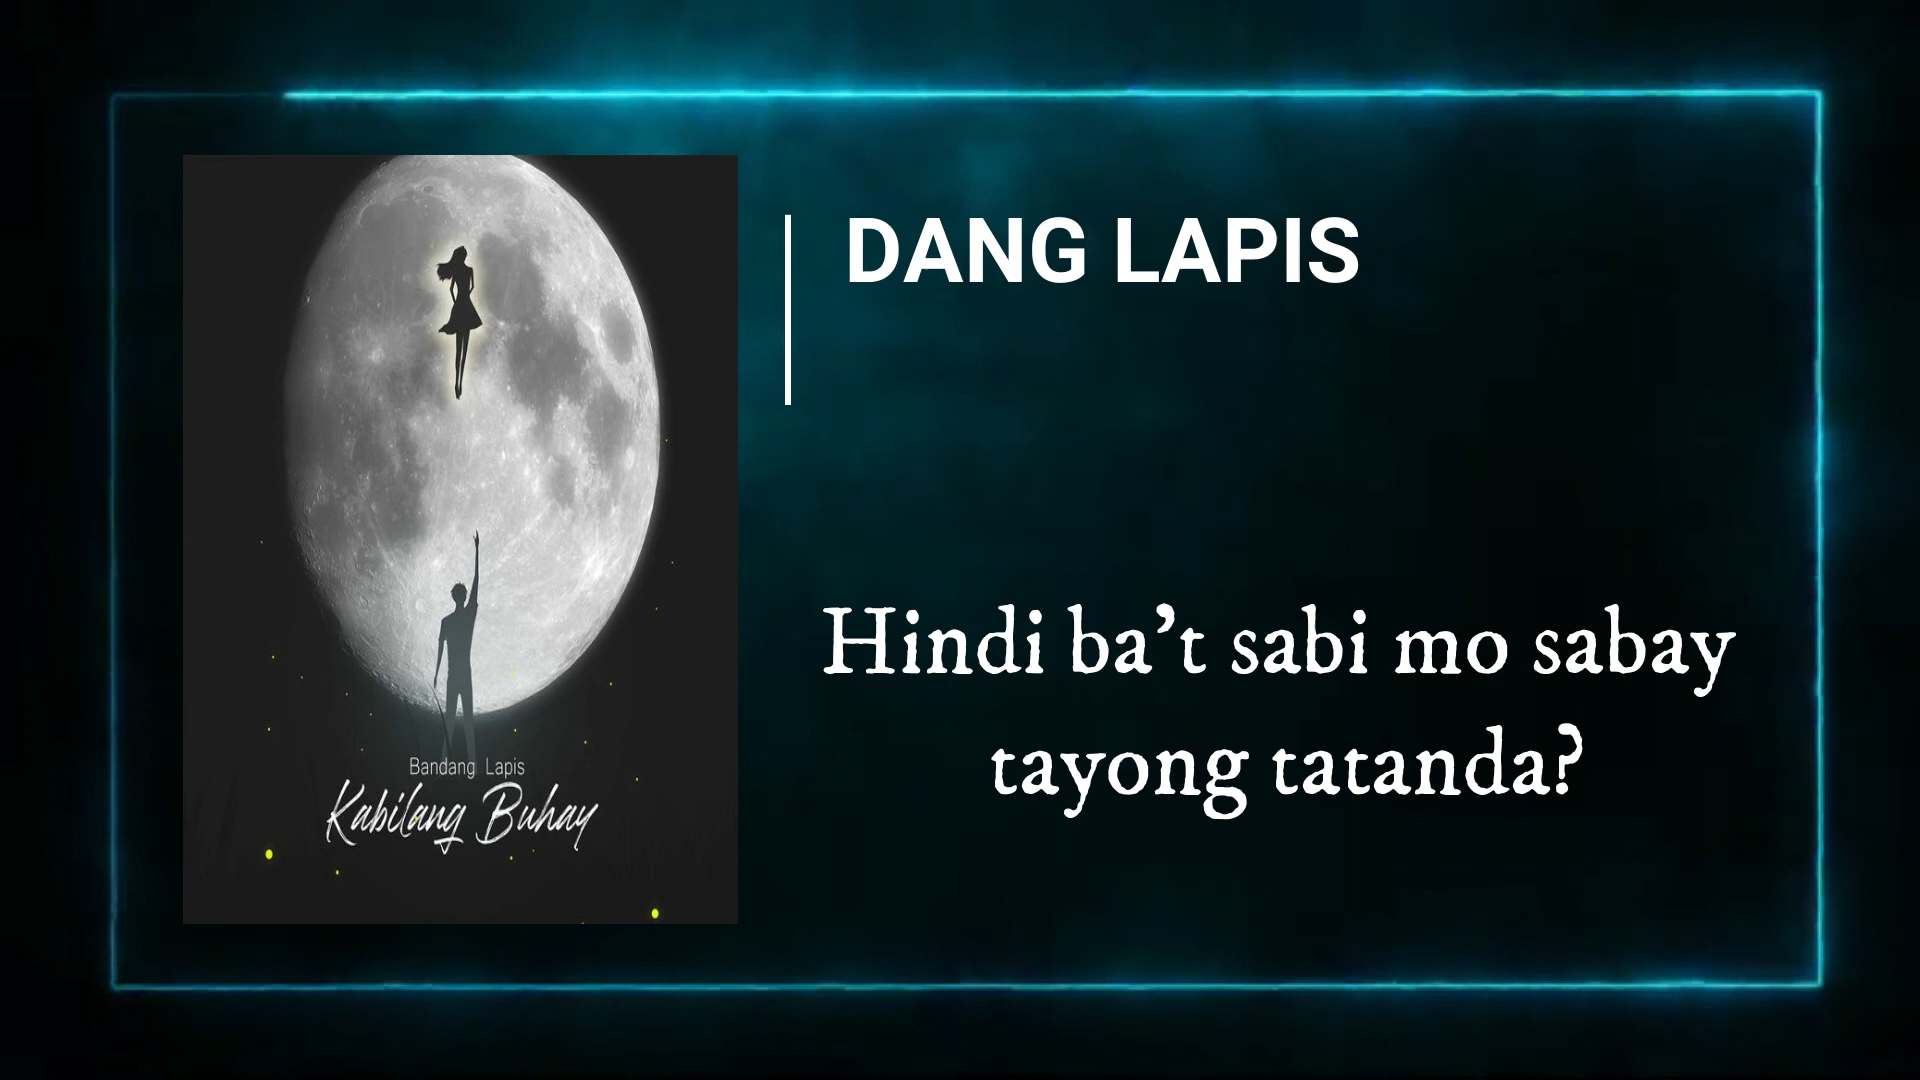 DANG LAPIS
Hindi ba't sabi mo sabay
tayong tatanda?
Bandang Lapis
Kabilang Buhay